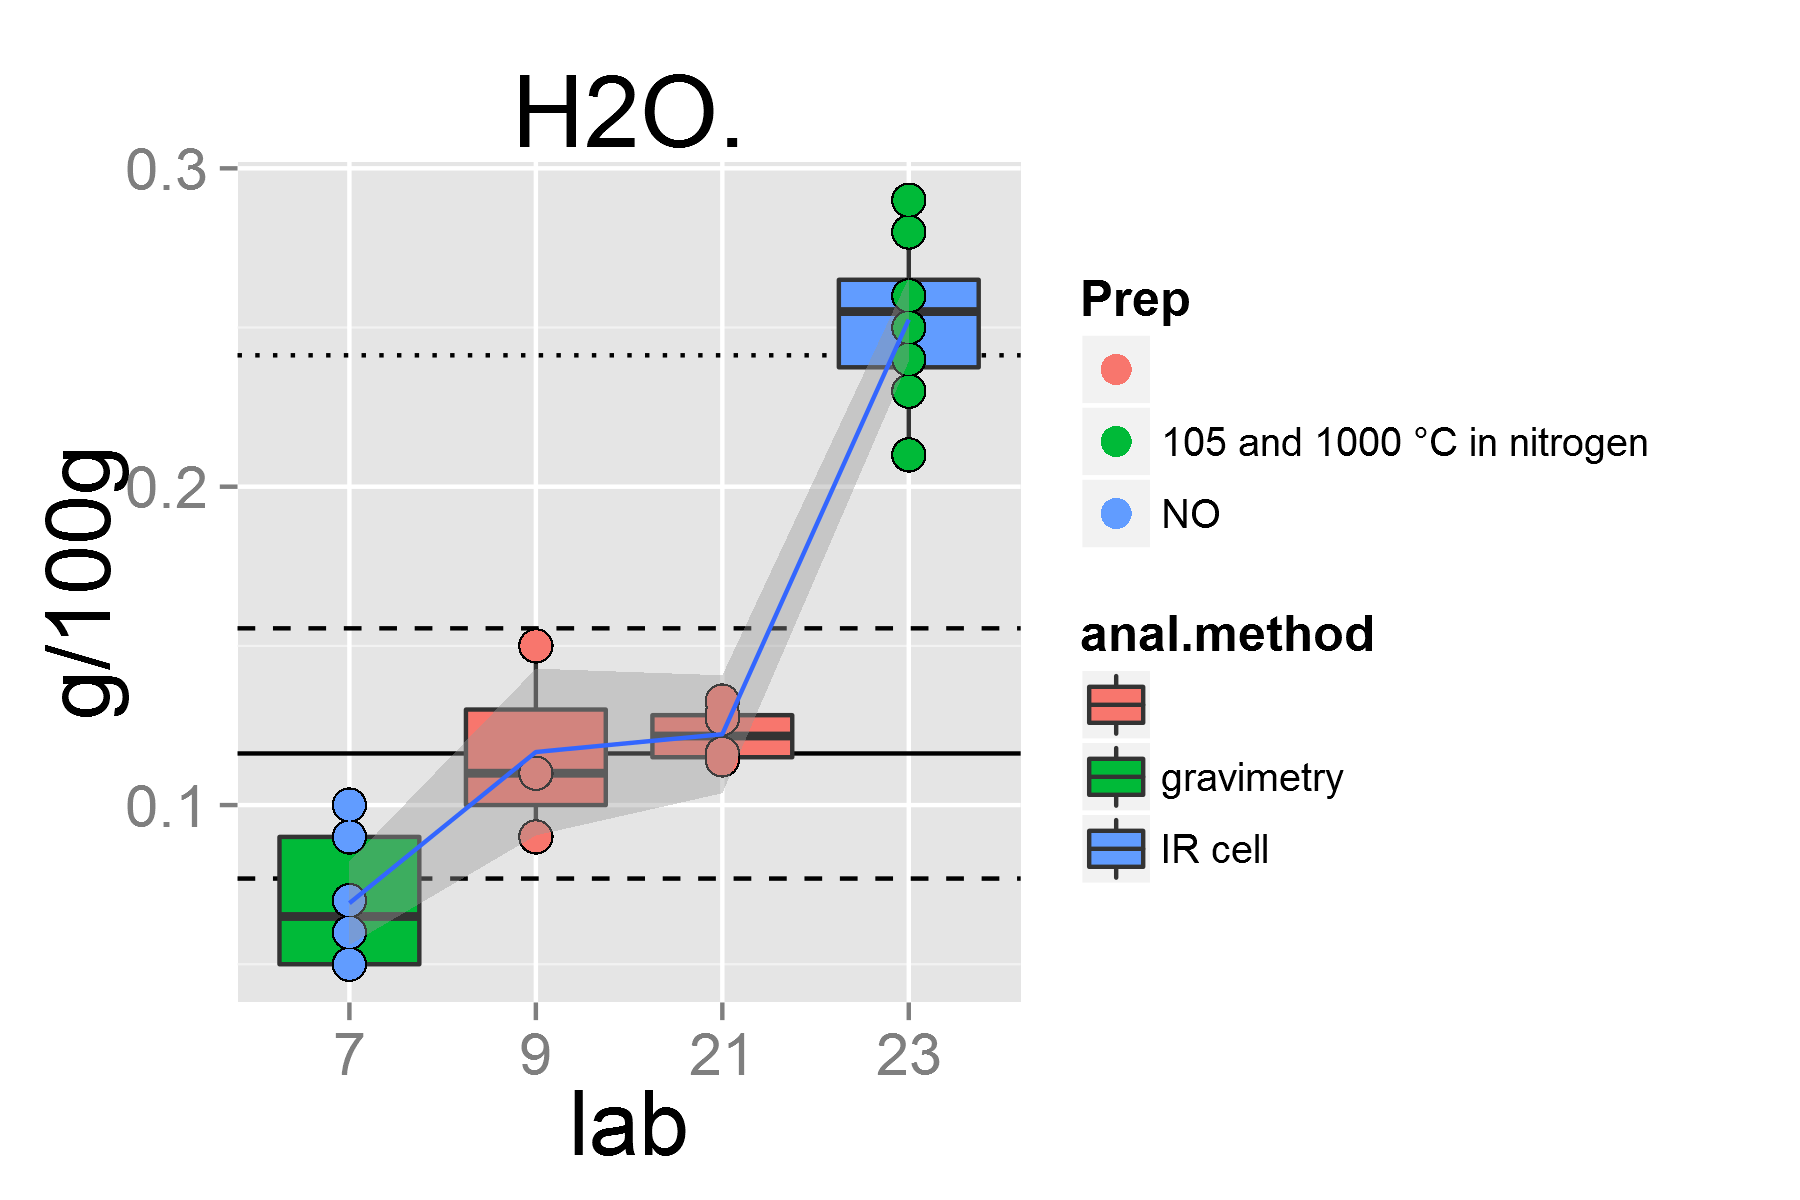 H2O.
g/100g
0.3
0.2
0.1
7 9 21 23
lab
Prep
105 and 1000 °C in nitrogen
NO
anal.method
gravimetry
IR cell